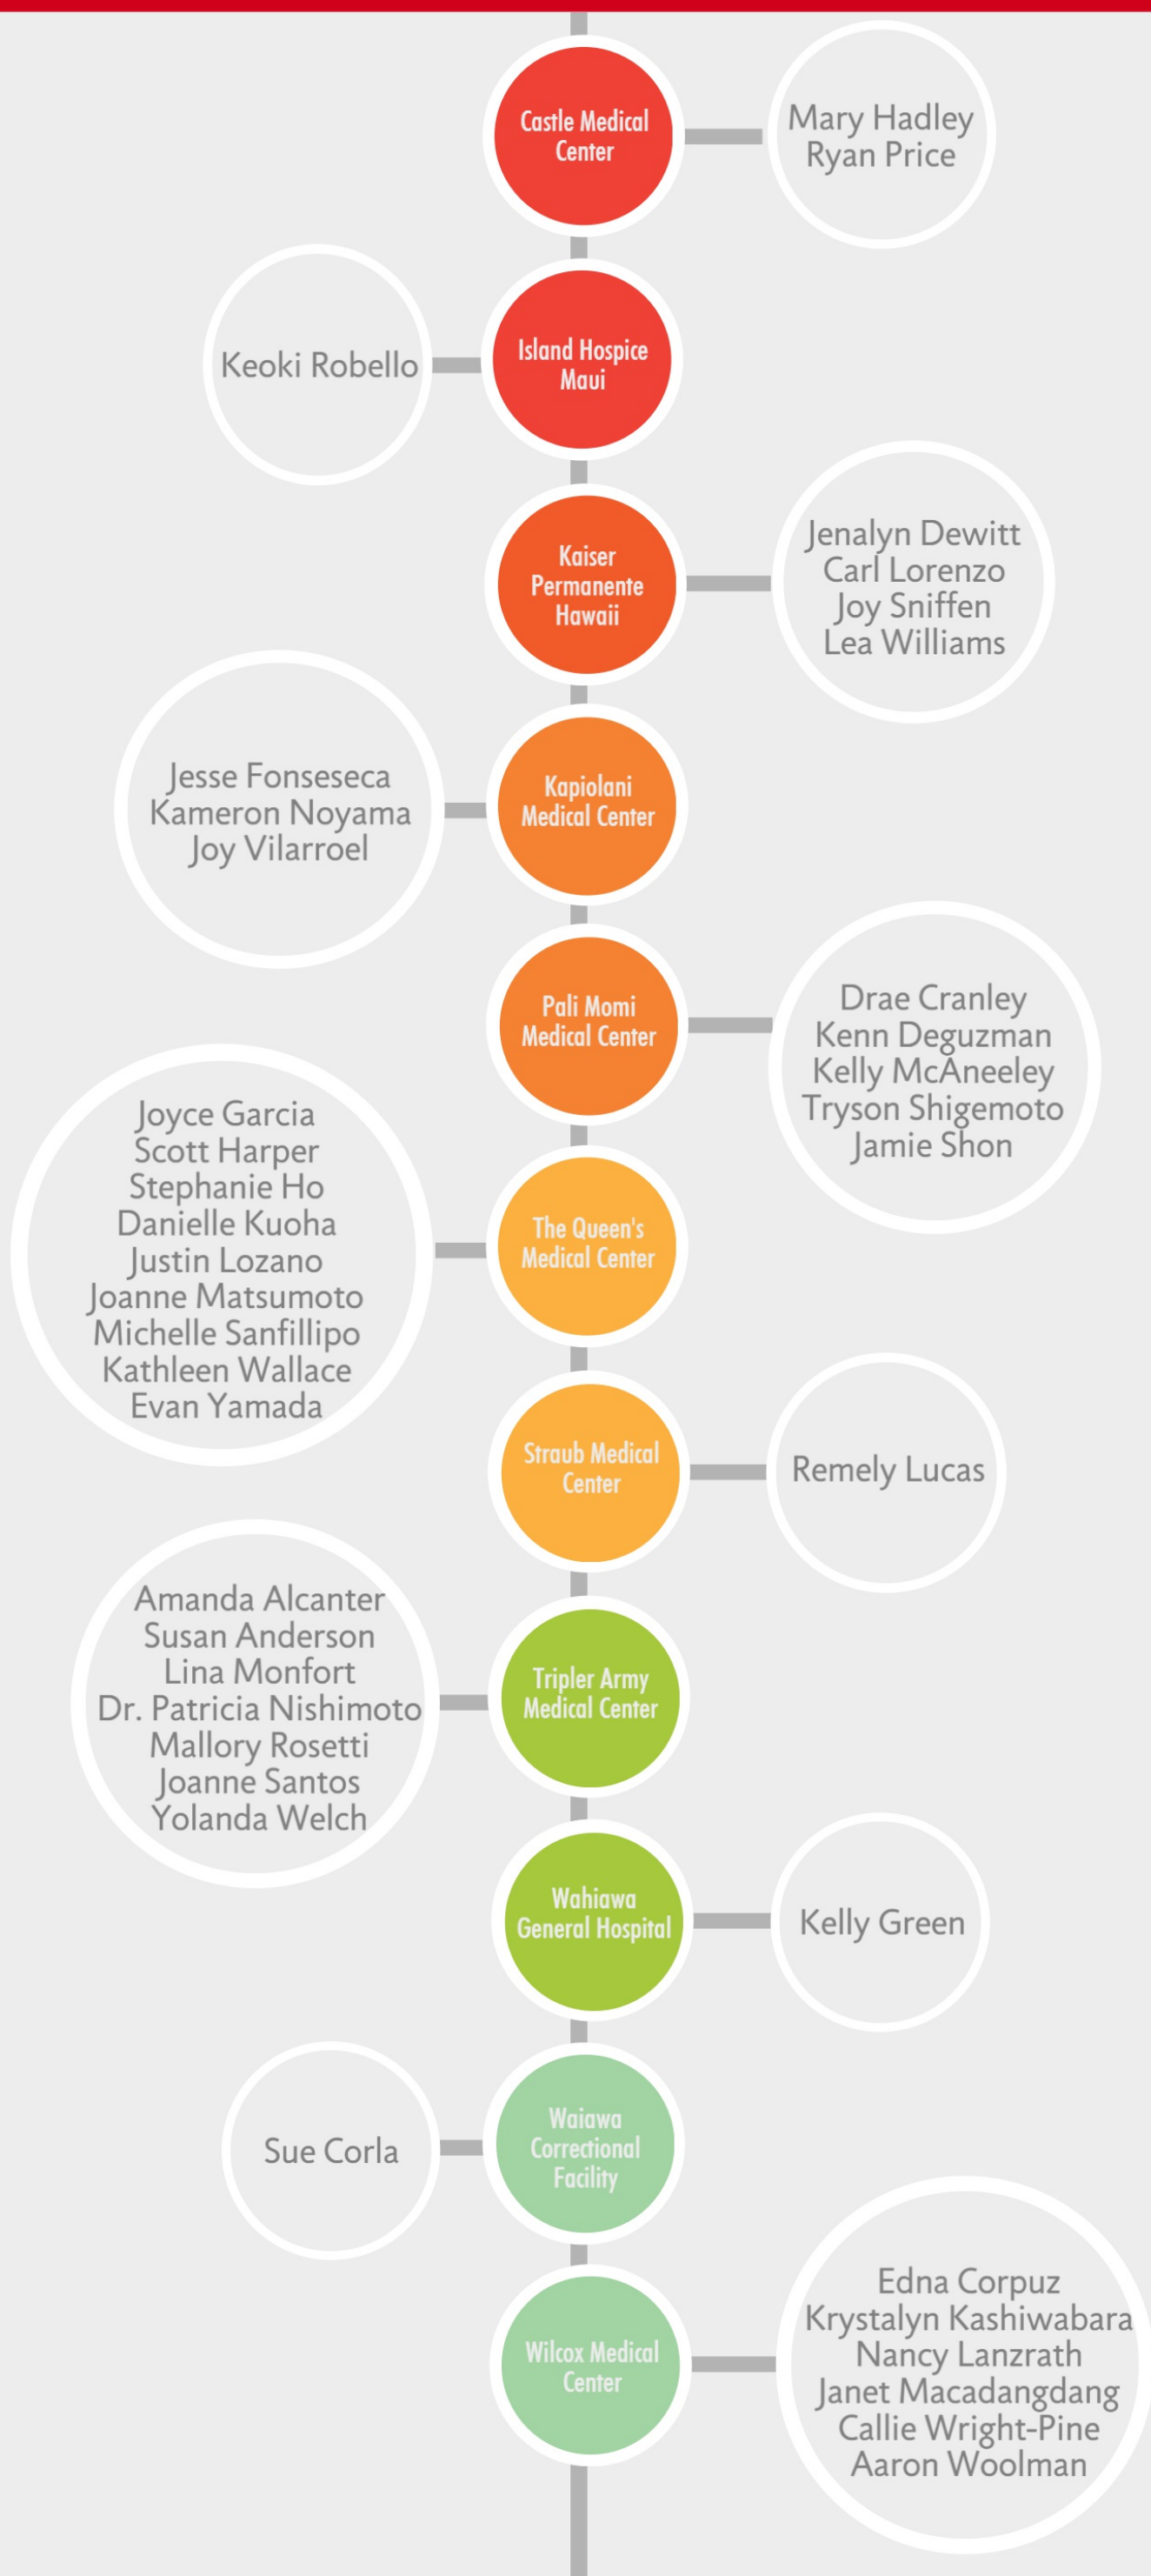 Castle Medical
Center
Mary Hadley
Ryan Price
Island Hospice
Maui
Keoki Robello
Kaiser
Permanente
Hawaii
Jenalyn Dewitt
Carl Lorenzo
Joy Sniffen
Lea Williams
Kapiolani
Medical Center
Jesse Fonseseca
Kameron Noyama
Joy Vilarroel
Pali Momi
Medical Center
Drae Cranley
Kenn Deguzman
Kelly McAneeley
Tryson Shigemoto
Jamie Shon
The Queen's
Medical Center
Joyce Garcia
Scott Harper
Stephanie Ho
Danielle Kuoha
Justin Lozano
Joanne Matsumoto
Michelle Sanfillipo
Kathleen Wallace
Evan Yamada
Straub Medical
Center
Remely Lucas
Tripler Army
Medical Center
Amanda Alcanter
Susan Anderson
Lina Monfort
Dr. Patricia Nishimoto
Mallory Rosetti
Joanne Santos
Yolanda Welch
Wahiawa
General Hospital
Kelly Green
Waiawa
Correctional
Facility
Sue Corla
Wilcox Medical
Center
Edna Corpuz
Krystalyn Kashiwabara
Nancy Lanzrath
Janet Macadangdang
Callie Wright-Pine
Aaron Woolman